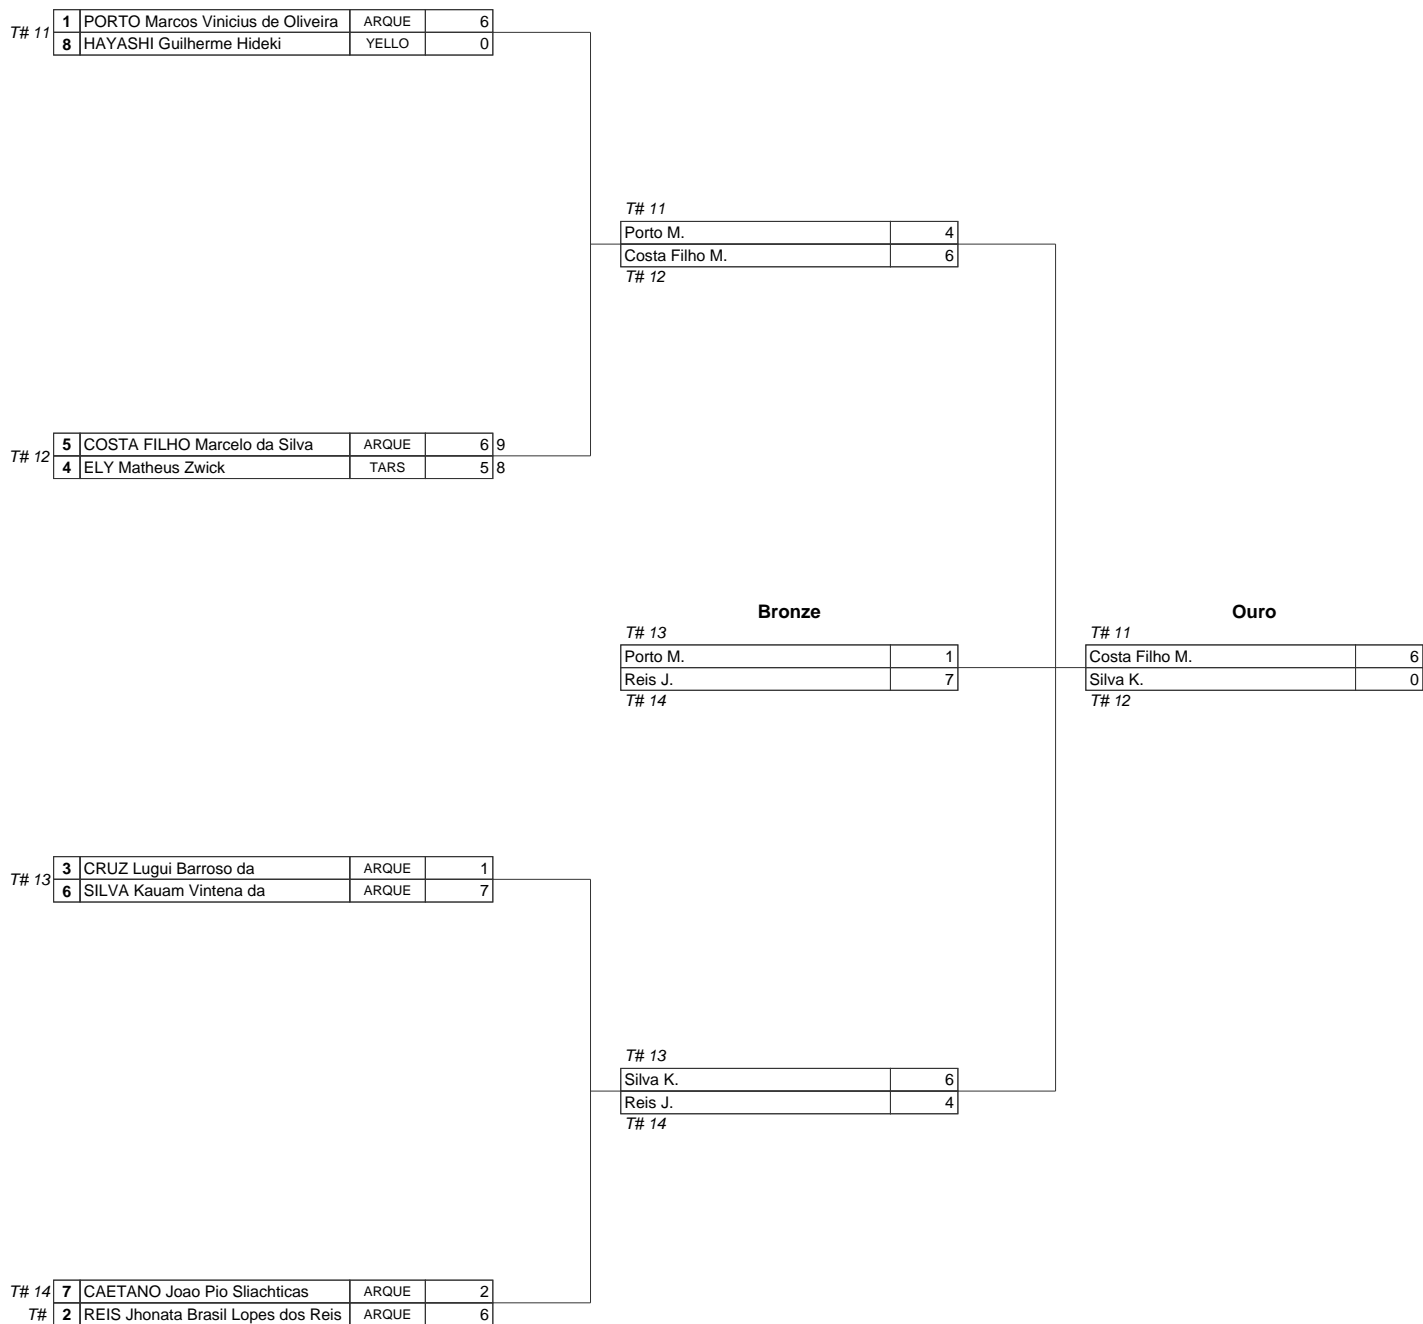 T# 11
1 PORTO Marcos Vinicius de Oliveira ARQUE 6
8 HAYASHI Guilherme Hideki YELLO 0
T# 11
Porto M. 4
Costa Filho M. 6
T# 12
T# 12
5 COSTA FILHO Marcelo da Silva ARQUE 6 9
4 ELY Matheus Zwick TARS 5 8
Bronze
T# 13
Porto M. 1
Reis J. 7
T# 14
Ouro
T# 11
Costa Filho M. 6
Silva K. 0
T# 12
T# 13
3 CRUZ Lugui Barroso da ARQUE 1
6 SILVA Kauam Vintena da ARQUE 7
T# 13
Silva K. 6
Reis J. 4
T# 14
T# 14 7 CAETANO Joao Pio Sliachticas ARQUE 2
T# 2 REIS Jhonata Brasil Lopes dos Reis ARQUE 6